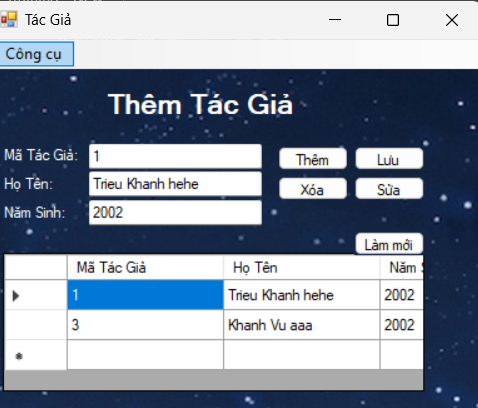 Tác Giả
Công cụ
Thêm Tác Giả
Mã Tác Giả: 1 Thêm Lưu
Họ Tên: Trieu Khanh hehe Xóa Sửa
Năm Sinh: 2002
Làm mới
Mã Tác Giả Họ Tên Năm
1 Trieu Khanh hehe 2002
3 Khanh Vu aaa 2002